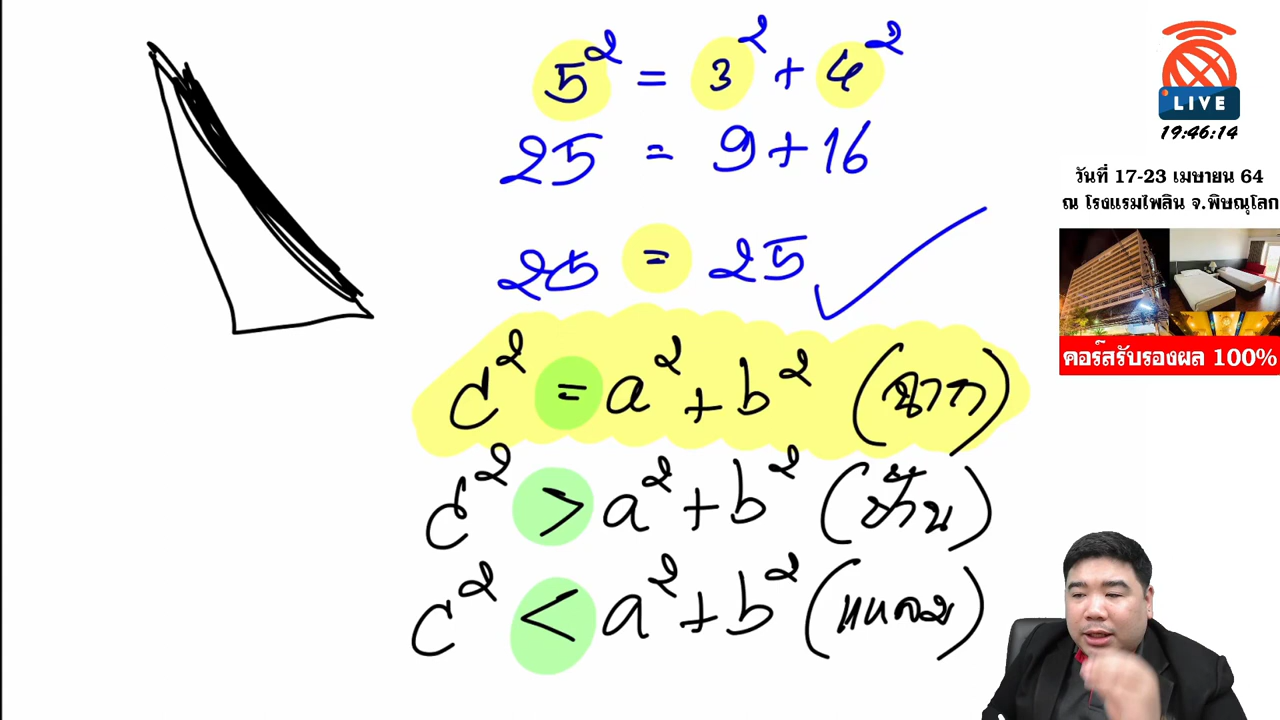 5² = 3² + 4²
25 = 9 + 16
25 = 25
c² = a² + b² (ฉาก)
c² > a² + b² (ป้าน)
c² < a² + b² (แหลม)
LIVE
19:46:14
วันที่ 17-23 เมษายน 64
ณ โรงแรมไพลิน จ.พิษณุโลก
คอร๊สรับรองผล 100%